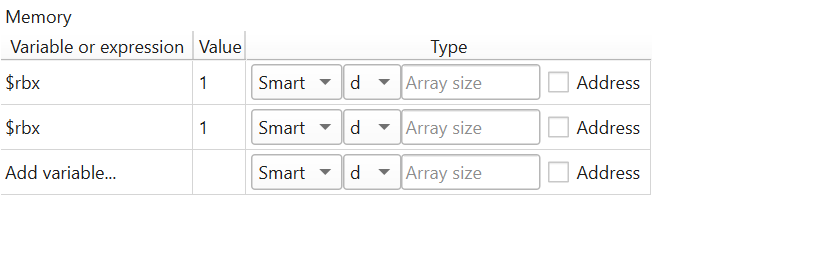 Memory
Variable or expression Value Type
$rbx 1 Smart d Array size Address
$rbx 1 Smart d Array size Address
Add variable... Smart d Array size Address